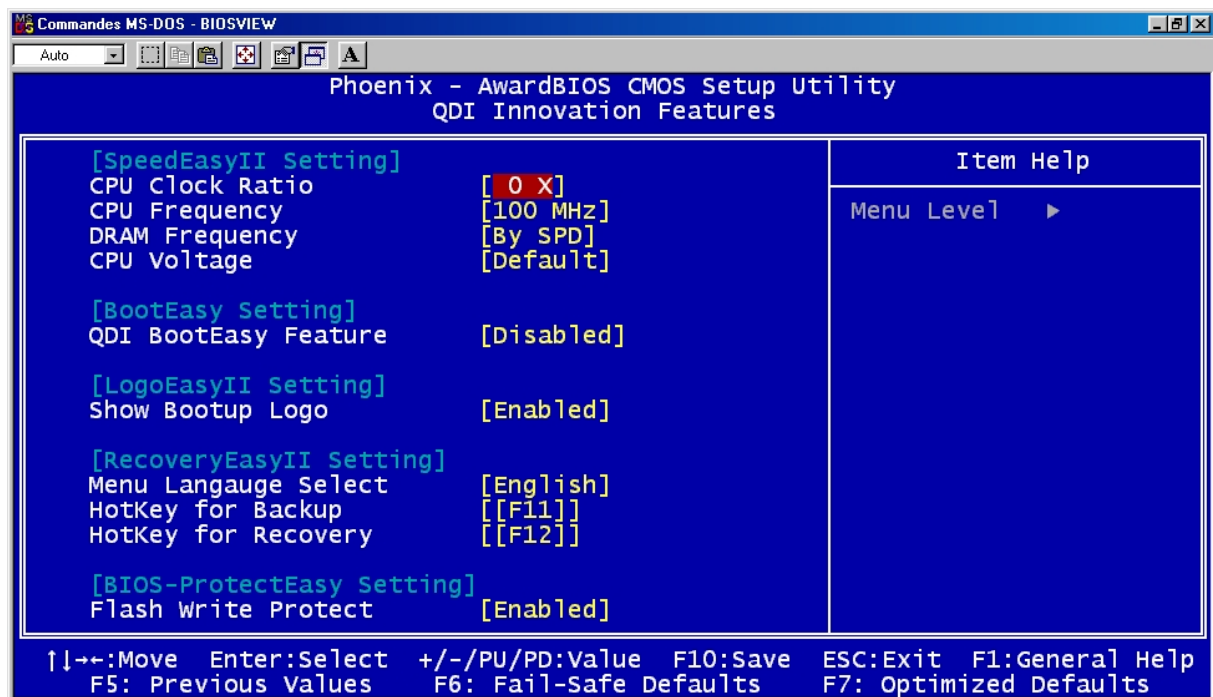 Commandes MS-DOS - BIOSVIEW
Auto
A
Phoenix - AwardBIOS CMOS Setup Utility
QDI Innovation Features
[SpeedEasyII Setting]
CPU Clock Ratio [ 0 X]
CPU Frequency [100 MHz]
DRAM Frequency [By SPD]
CPU Voltage [Default]
[BootEasy Setting]
QDI BootEasy Feature [Disabled]
[LogoEasyII Setting]
Show Bootup Logo [Enabled]
[RecoveryEasyII Setting]
Menu Langauge Select [English]
HotKey for Backup [[F11]]
HotKey for Recovery [[F12]]
[BIOS-ProtectEasy Setting]
Flash Write Protect [Enabled]
Item Help
Menu Level ▶
↑↓→←:Move Enter:Select +/-/PU/PD:Value F10:Save ESC:Exit F1:General Help
F5: Previous Values F6: Fail-Safe Defaults F7: Optimized Defaults